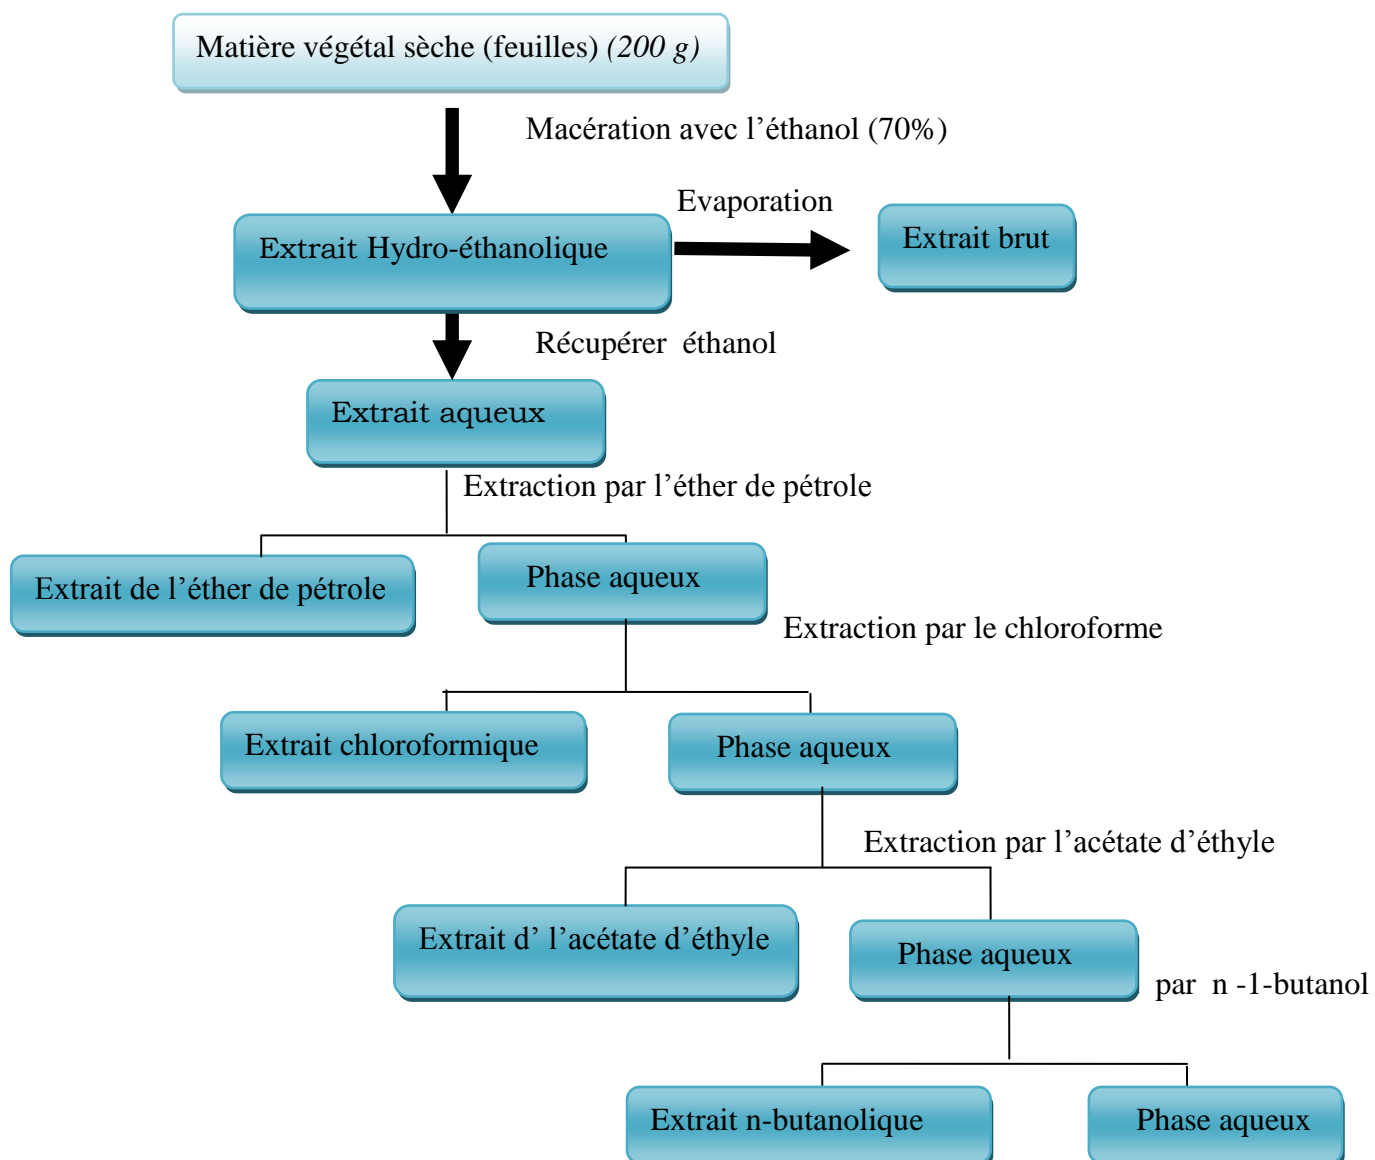 Matière végétal sèche (feuilles) (200 g)
Macération avec l’éthanol (70%)
Evaporation
Extrait Hydro-éthanolique
Extrait brut
Récupérer éthanol
Extrait aqueux
Extraction par l’éther de pétrole
Extrait de l’éther de pétrole
Phase aqueux
Extraction par le chloroforme
Extrait chloroformique
Phase aqueux
Extraction par l’acétate d’éthyle
Extrait d’ l’acétate d’éthyle
Phase aqueux
par n -1-butanol
Extrait n-butanolique
Phase aqueux